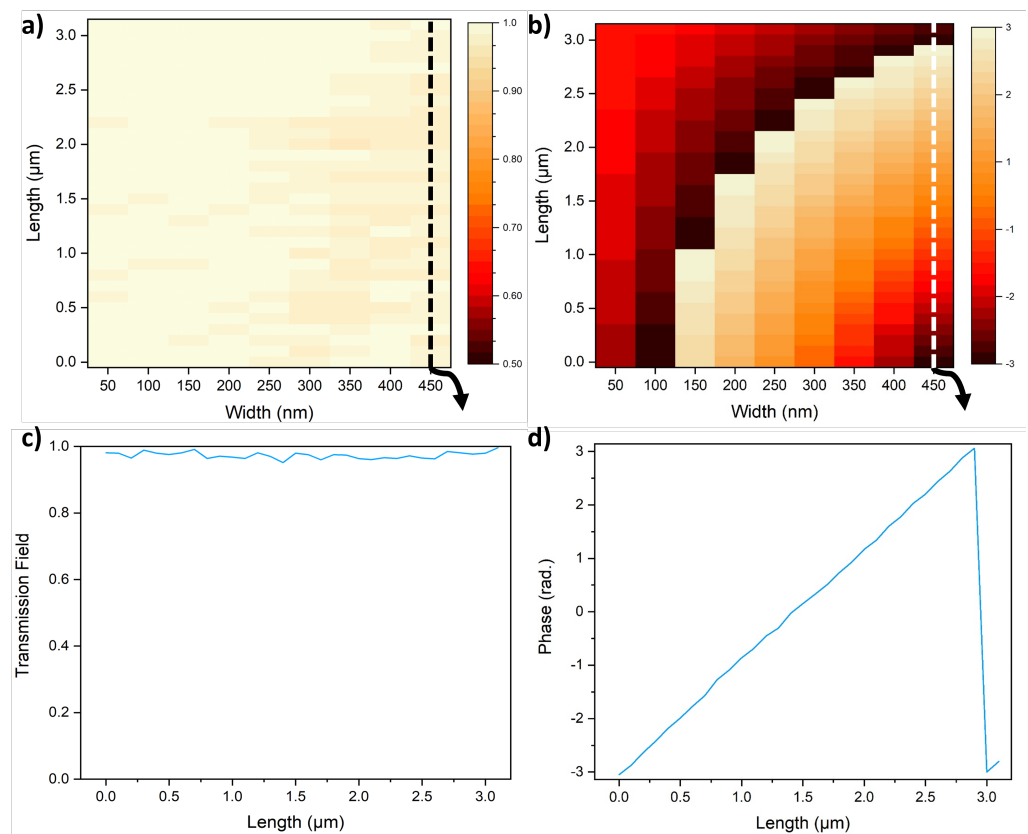 a)
3.0
2.5
2.0
1.5
1.0
0.5
0.0
Length (µm)
50 100 150 200 250 300 350 400 450
Width (nm)
1.0
0.90
0.80
0.70
0.60
0.50
b)
3.0
2.5
2.0
1.5
1.0
0.5
0.0
Length (µm)
50 100 150 200 250 300 350 400 450
Width (nm)
3
2
1
-1
-2
-3
c)
1.0
0.8
0.6
0.4
0.2
0.0
Transmission Field
0.0 0.5 1.0 1.5 2.0 2.5 3.0
Length (µm)
d)
3
2
1
0
-1
-2
-3
Phase (rad.)
0.0 0.5 1.0 1.5 2.0 2.5 3.0
Length (µm)